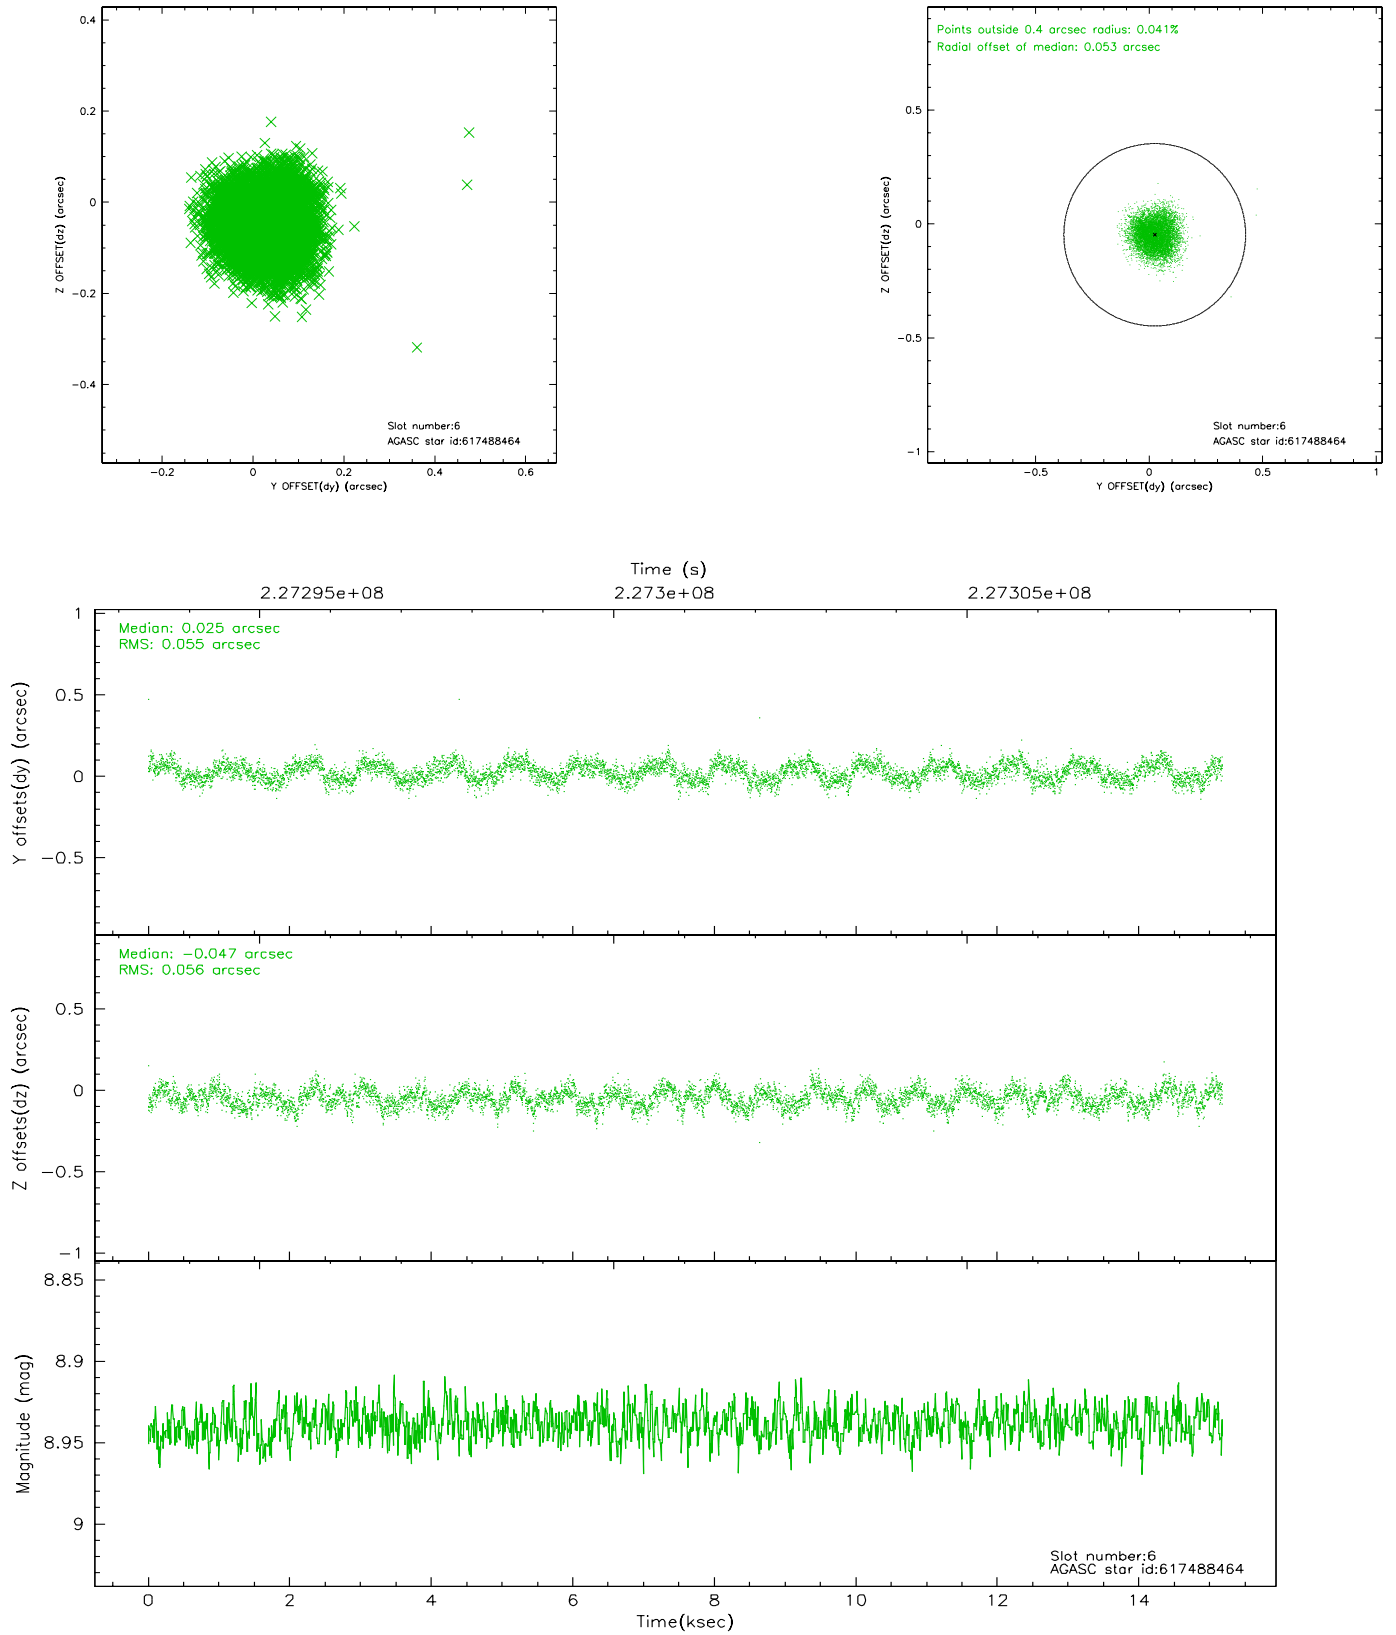 0.4
0.2
0
−0.2
−0.4
Z OFFSET(dz) (arcsec)
Slot number:6
AGASC star id:617488464
−0.2 0 0.2 0.4 0.6
Y OFFSET(dy) (arcsec)
Points outside 0.4 arcsec radius: 0.041%
Radial offset of median: 0.053 arcsec
0.5
0
−0.5
−1
Z OFFSET(dz) (arcsec)
Slot number:6
AGASC star id:617488464
−0.5 0 0.5 1
Y OFFSET(dy) (arcsec)
Time (s)
2.27295e+08 2.273e+08 2.27305e+08
Median: 0.025 arcsec
RMS: 0.055 arcsec
1
0.5
0
−0.5
Y offsets(dy) (arcsec)
Median: −0.047 arcsec
RMS: 0.056 arcsec
0.5
0
−0.5
−1
Z offsets(dz) (arcsec)
8.85
8.9
8.95
9
Magnitude (mag)
Slot number:6
AGASC star id:617488464
0 2 4 6 8 10 12 14
Time(ksec)